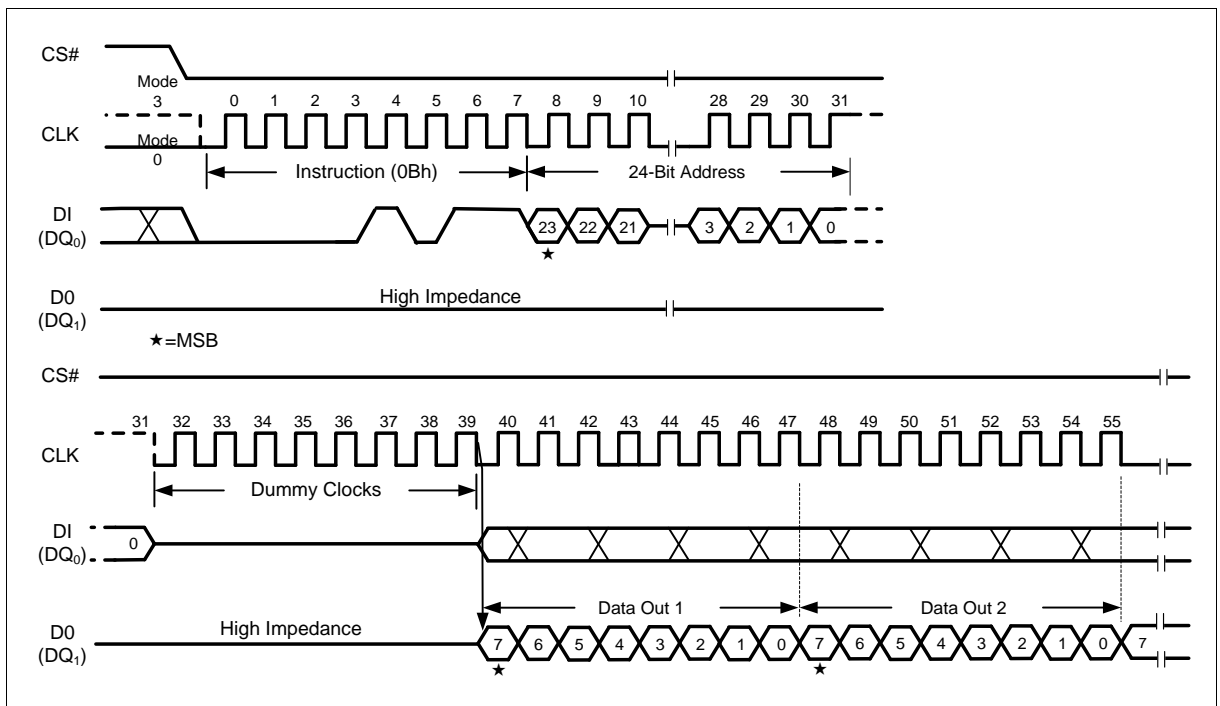 CS#
Mode
3
0 1 2 3 4 5 6 7 8 9 10 28 29 30 31
CLK
Mode
0
Instruction (0Bh) 24-Bit Address
DI
(DQ0)
23 22 21 3 2 1 0
★
D0
(DQ1)
High Impedance
★=MSB
CS#
31 32 33 34 35 36 37 38 39 40 41 42 43 44 45 46 47 48 49 50 51 52 53 54 55
CLK
Dummy Clocks
DI
(DQ0)
0
Data Out 1 Data Out 2
D0
(DQ1)
High Impedance
7 6 5 4 3 2 1 0 7 6 5 4 3 2 1 0 7
★ ★